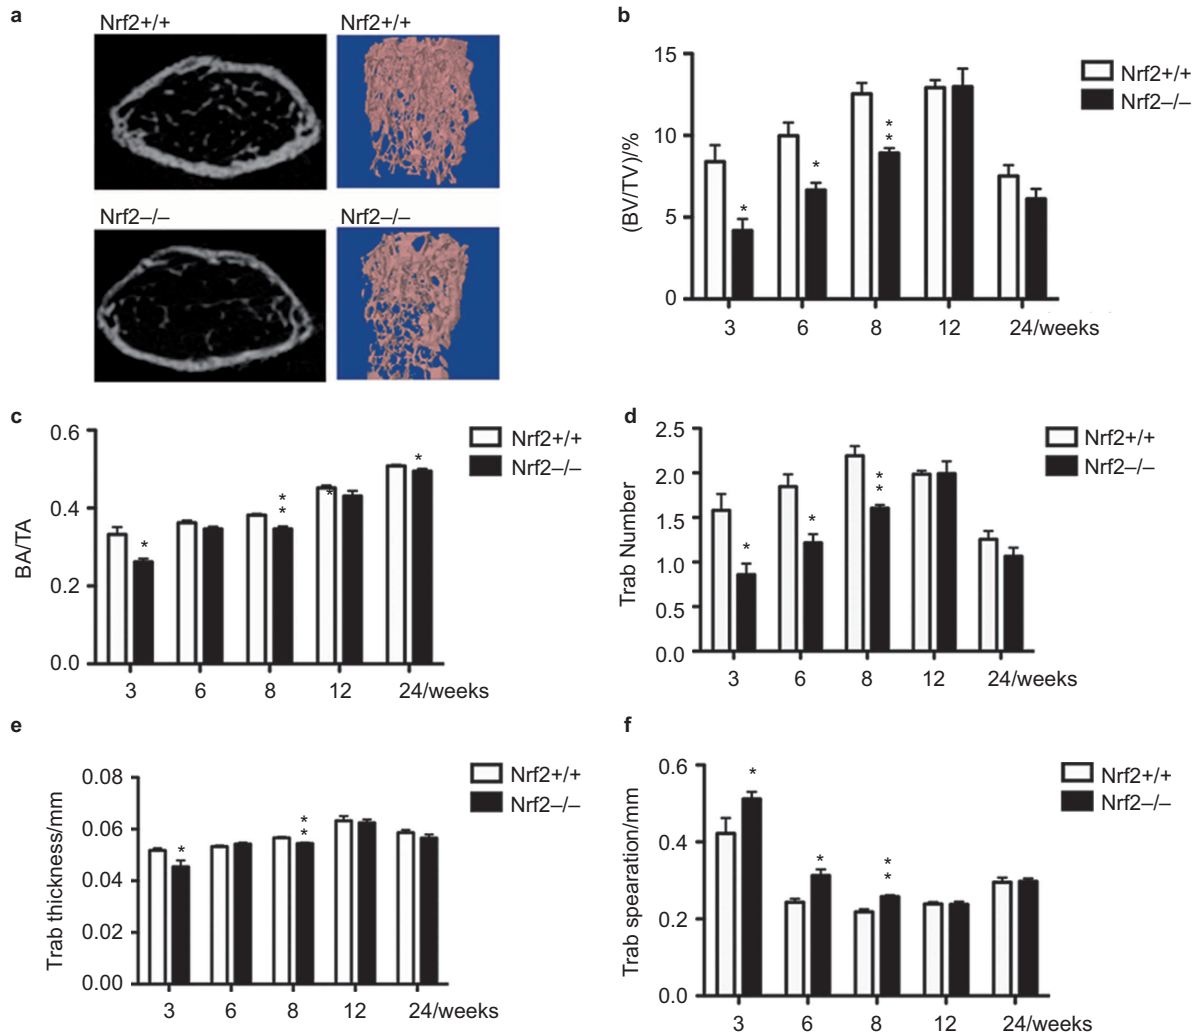 a
Nrf2+/+ Nrf2+/+
Nrf2–/– Nrf2–/–
b
(BV/TV)/%
15
10
5
0
3 6 8 12 24/weeks
Nrf2+/+
Nrf2–/–
*
*
*
*
c
BA/TA
0.6
0.4
0.2
0.0
3 6 8 12 24/weeks
Nrf2+/+
Nrf2–/–
*
*
*
*
*
d
Trab Number
2.5
2.0
1.5
1.0
0.5
0.0
3 6 8 12 24/weeks
Nrf2+/+
Nrf2–/–
*
*
*
*
e
Trab thickness/mm
0.08
0.06
0.04
0.02
0.00
3 6 8 12 24/weeks
Nrf2+/+
Nrf2–/–
*
*
*
f
Trab spearation/mm
0.6
0.4
0.2
0.0
3 6 8 12 24/weeks
Nrf2+/+
Nrf2–/–
*
*
*
*